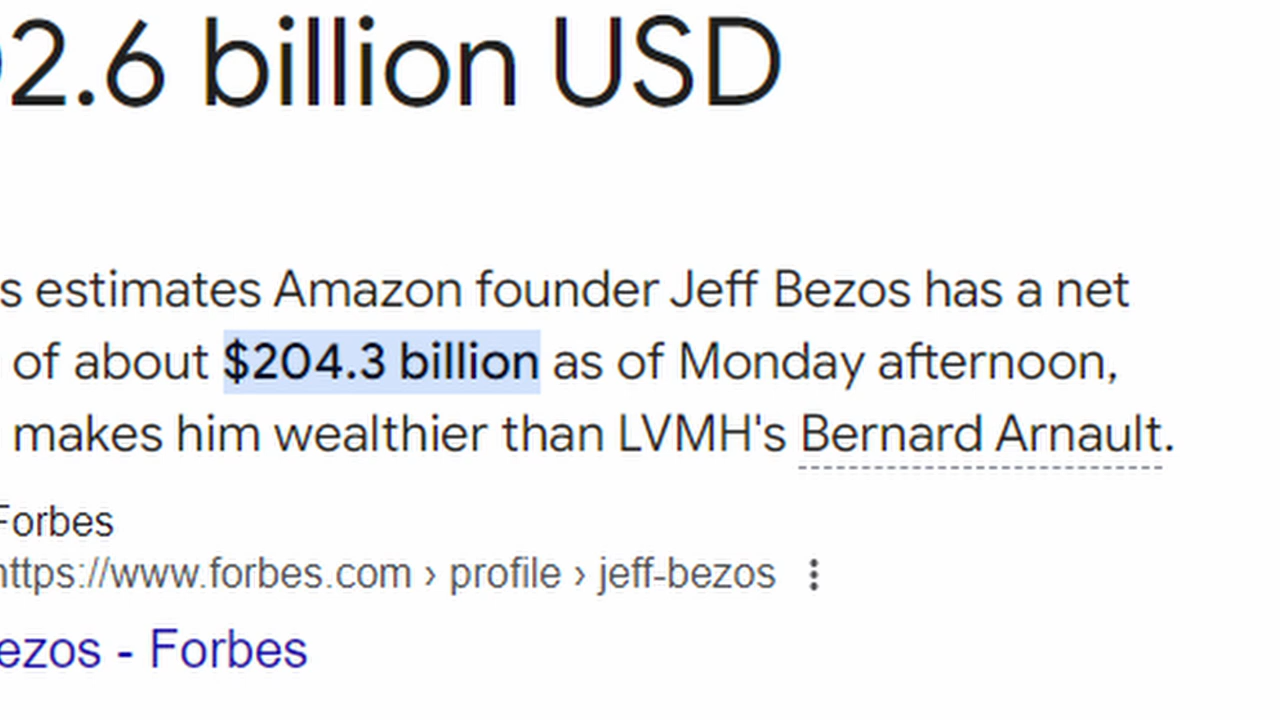 2.6 billion USD
s estimates Amazon founder Jeff Bezos has a net
of about $204.3 billion as of Monday afternoon,
makes him wealthier than LVMH's Bernard Arnault.
Forbes
https://www.forbes.com › profile › jeff-bezos
ezos - Forbes